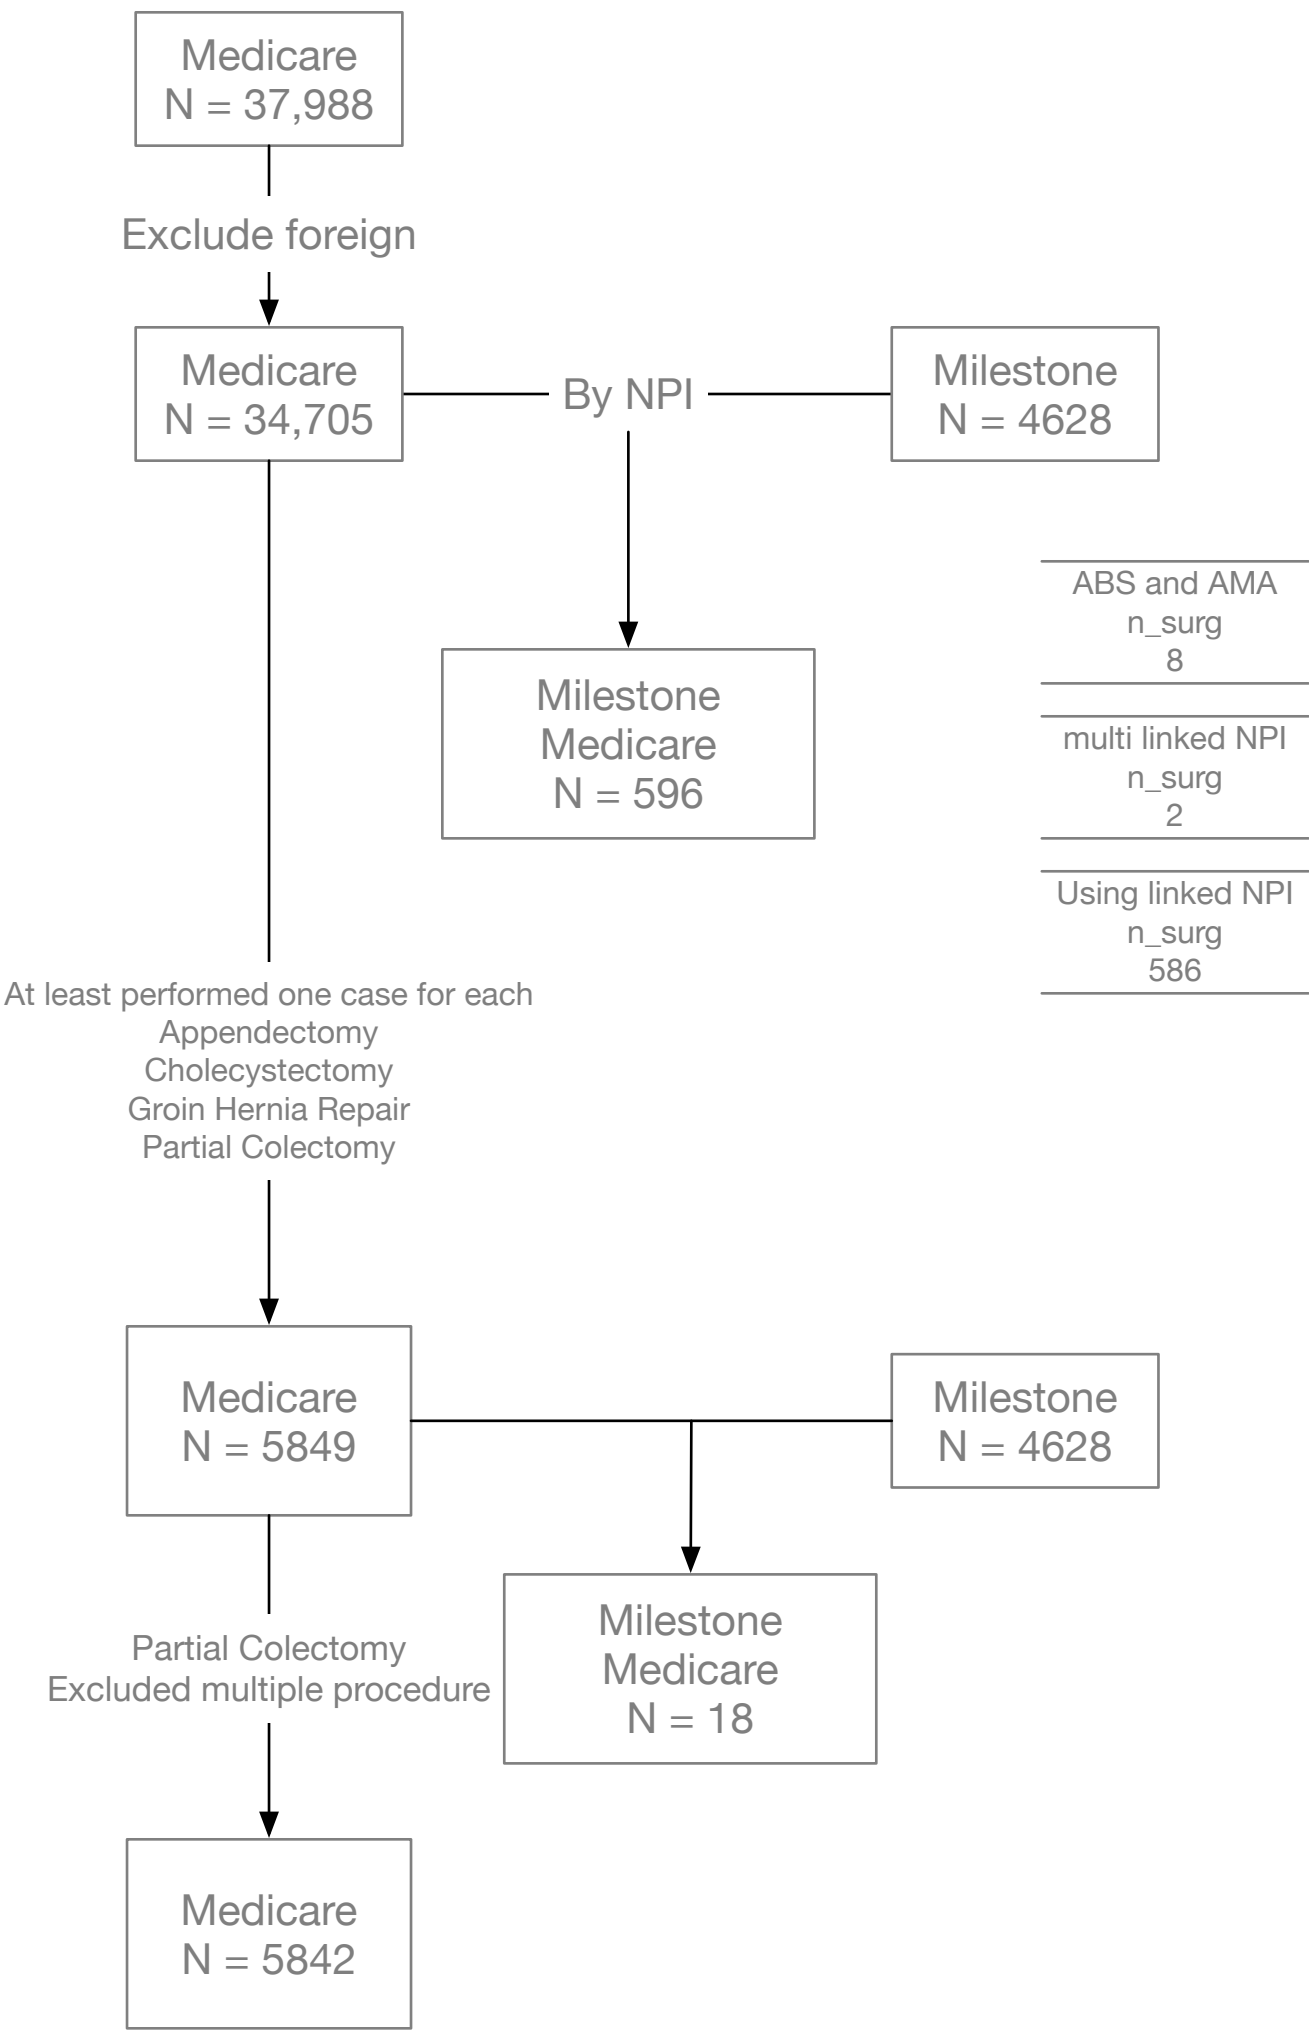 Medicare
N = 37,988
Exclude foreign
Medicare
N = 34,705
By NPI
Milestone
N = 4628
ABS and AMA
n_surg
8
Milestone
Medicare
N = 596
multi linked NPI
n_surg
2
Using linked NPI
n_surg
586
At least performed one case for each
Appendectomy
Cholecystectomy
Groin Hernia Repair
Partial Colectomy
Medicare
N = 5849
Milestone
N = 4628
Partial Colectomy
Excluded multiple procedure
Milestone
Medicare
N = 18
Medicare
N = 5842